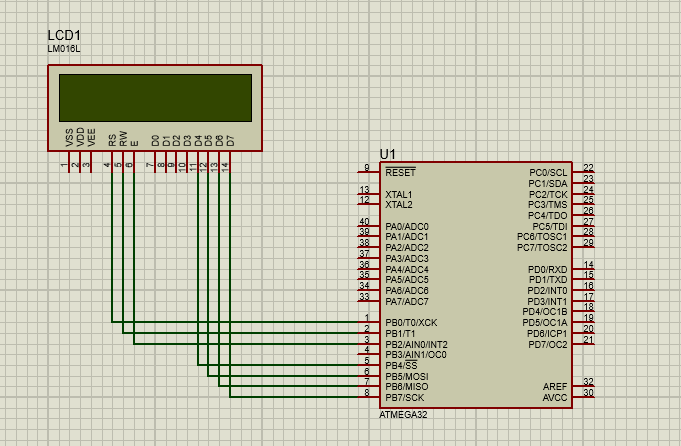 LCD1
LM016L
VSS VDD VEE RS RW E D0 D1 D2 D3 D4 D5 D6 D7
1 2 3 4 5 6 7 8 9 10 11 12 13 14
U1
9 RESET PC0/SCL 22
PC1/SDA 23
13 XTAL1 PC2/TCK 24
12 XTAL2 PC3/TMS 25
PC4/TDO 26
40 PA0/ADC0 PC5/TDI 27
39 PA1/ADC1 PC6/TOSC1 28
38 PA2/ADC2 PC7/TOSC2 29
37 PA3/ADC3
36 PA4/ADC4 PD0/RXD 14
35 PA5/ADC5 PD1/TXD 15
34 PA6/ADC6 PD2/INT0 16
33 PA7/ADC7 PD3/INT1 17
PD4/OC1B 18
1 PB0/T0/XCK PD5/OC1A 19
2 PB1/T1 PD6/ICP1 20
3 PB2/AIN0/INT2 PD7/OC2 21
4 PB3/AIN1/OC0
5 PB4/SS
6 PB5/MOSI
7 PB6/MISO AREF 32
8 PB7/SCK AVCC 30
ATMEGA32